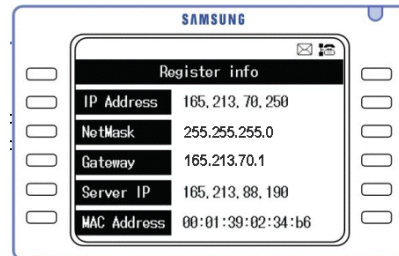 SAMSUNG
Register info
IP Address 165.213.70.250
NetMask 255.255.255.0
Gateway 165.213.70.1
Server IP 165.213.88.190
MAC Address 00:01:39:02:34:b6